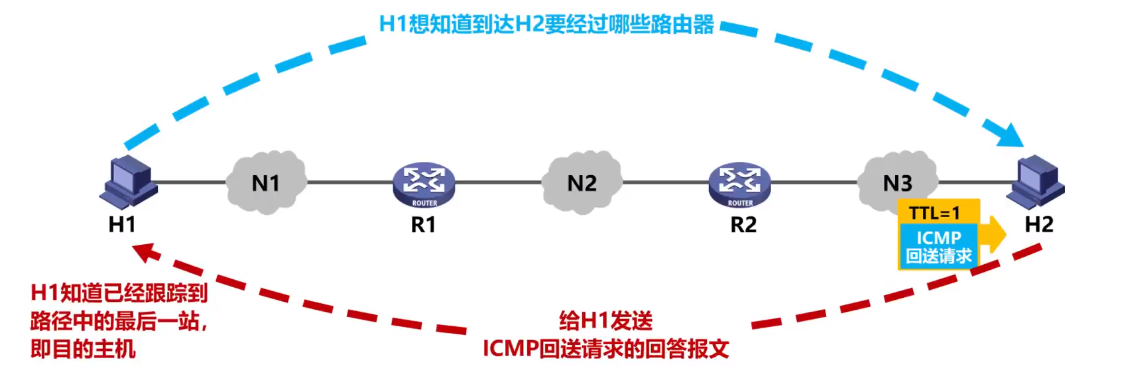 H1想知道到达H2要经过哪些路由器
N1
N2
N3
ROUTER
ROUTER
H1
R1
R2
TTL=1
H2
ICMP
回送请求
H1知道已经跟踪到
路径中的最后一站，
即目的主机
给H1发送
ICMP回送请求的回答报文